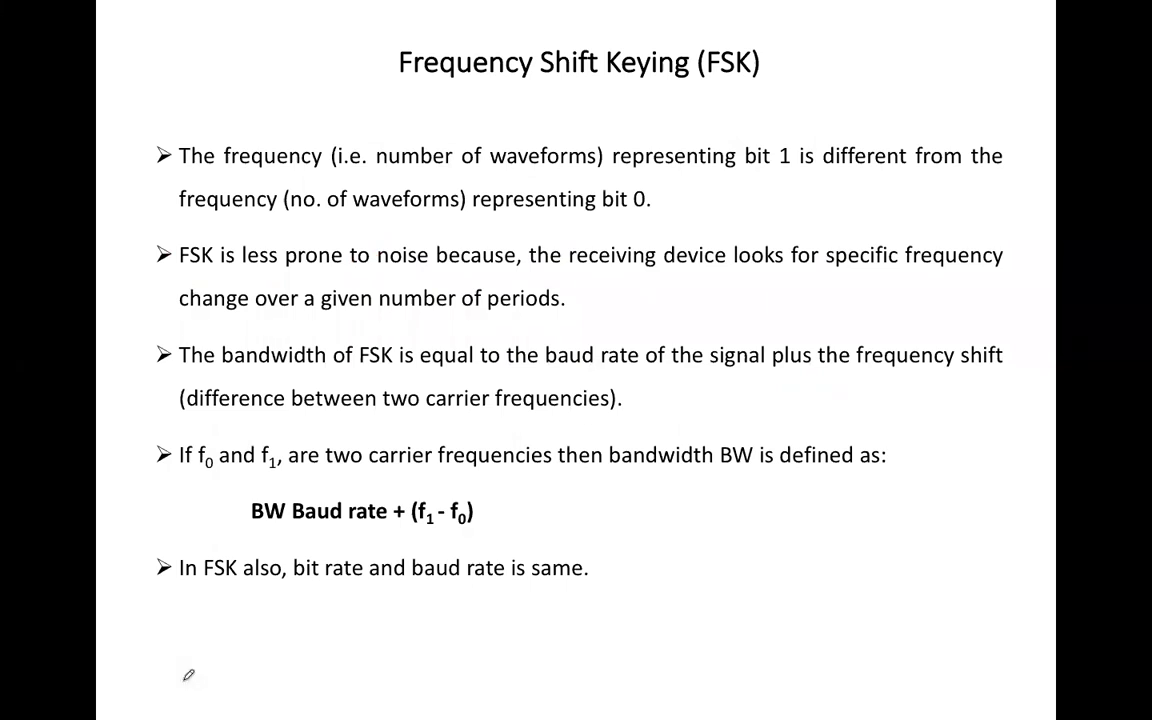 Frequency Shift Keying (FSK)
➢ The frequency (i.e. number of waveforms) representing bit 1 is different from the
frequency (no. of waveforms) representing bit 0.
➢ FSK is less prone to noise because, the receiving device looks for specific frequency
change over a given number of periods.
➢ The bandwidth of FSK is equal to the baud rate of the signal plus the frequency shift
(difference between two carrier frequencies).
➢ If f₀ and f₁, are two carrier frequencies then bandwidth BW is defined as:
BW Baud rate + (f₁ - f₀)
➢ In FSK also, bit rate and baud rate is same.